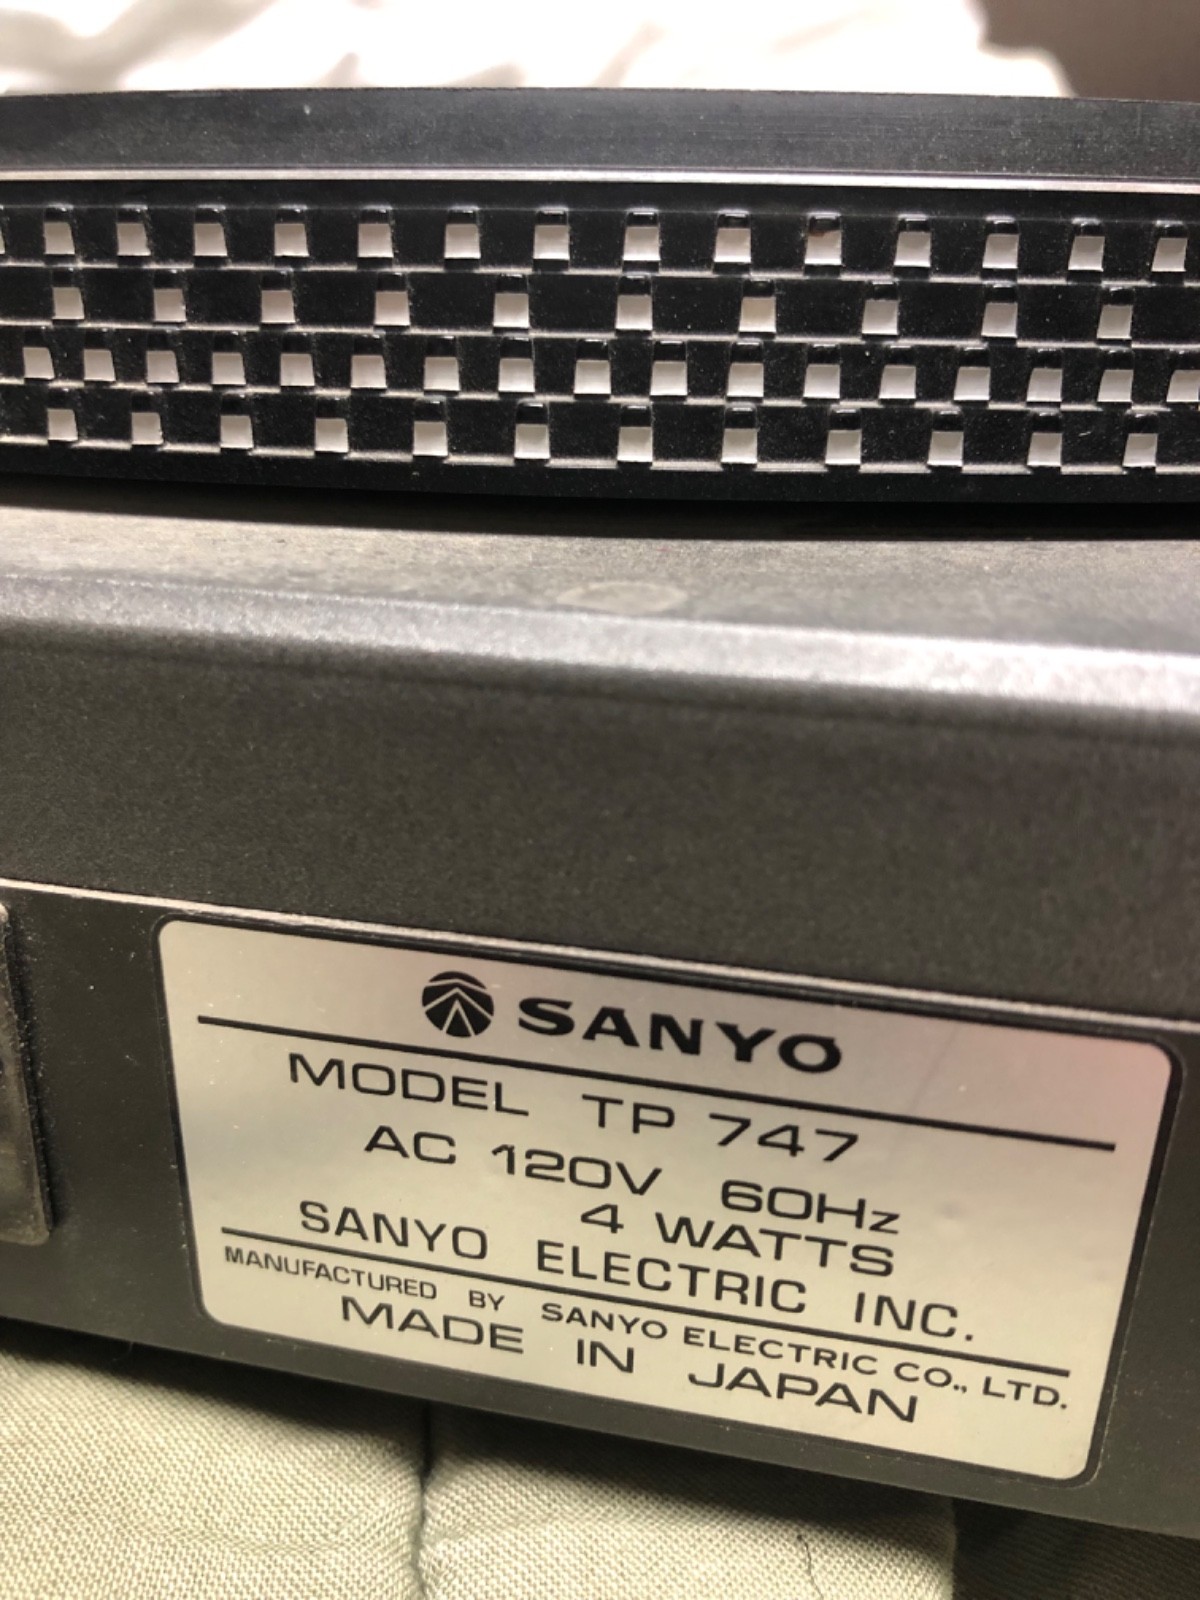 SANYO
MODEL TP 747
AC 120V 60Hz
4 WATTS
SANYO ELECTRIC INC.
MANUFACTURED BY SANYO ELECTRIC CO., LTD.
MADE IN JAPAN